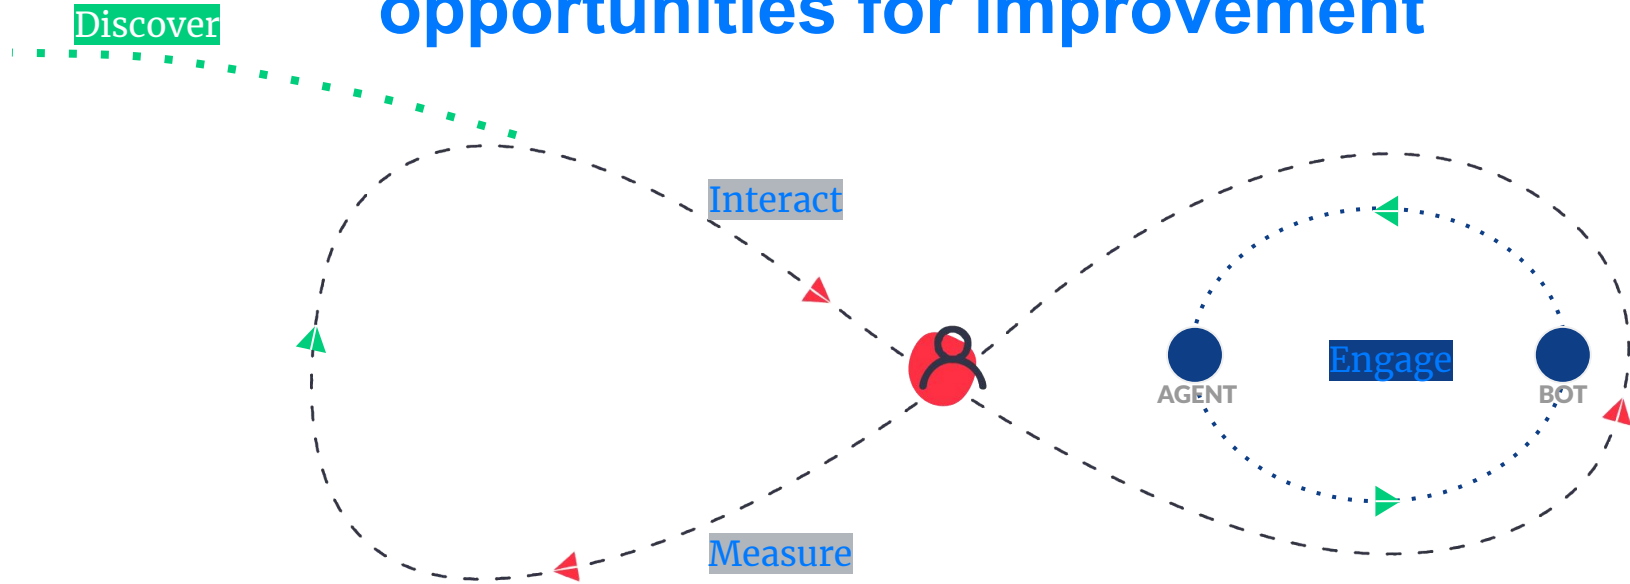 opportunities for improvement
Discover
Interact
Engage
AGENT
BOT
Measure